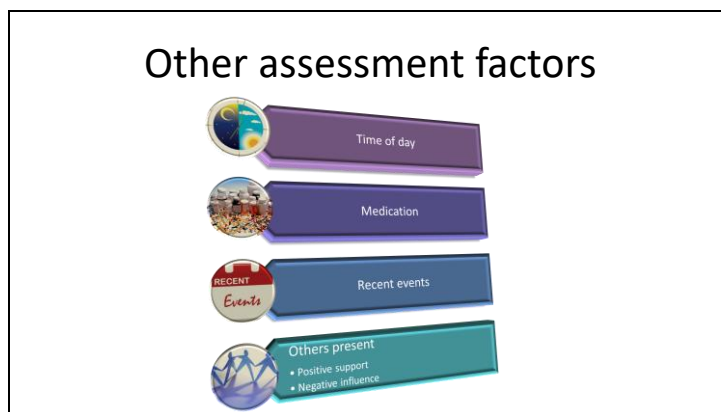 Other assessment factors
Time of day
Medication
RECENT
Events
Recent events
Others present
• Positive support
• Negative influence